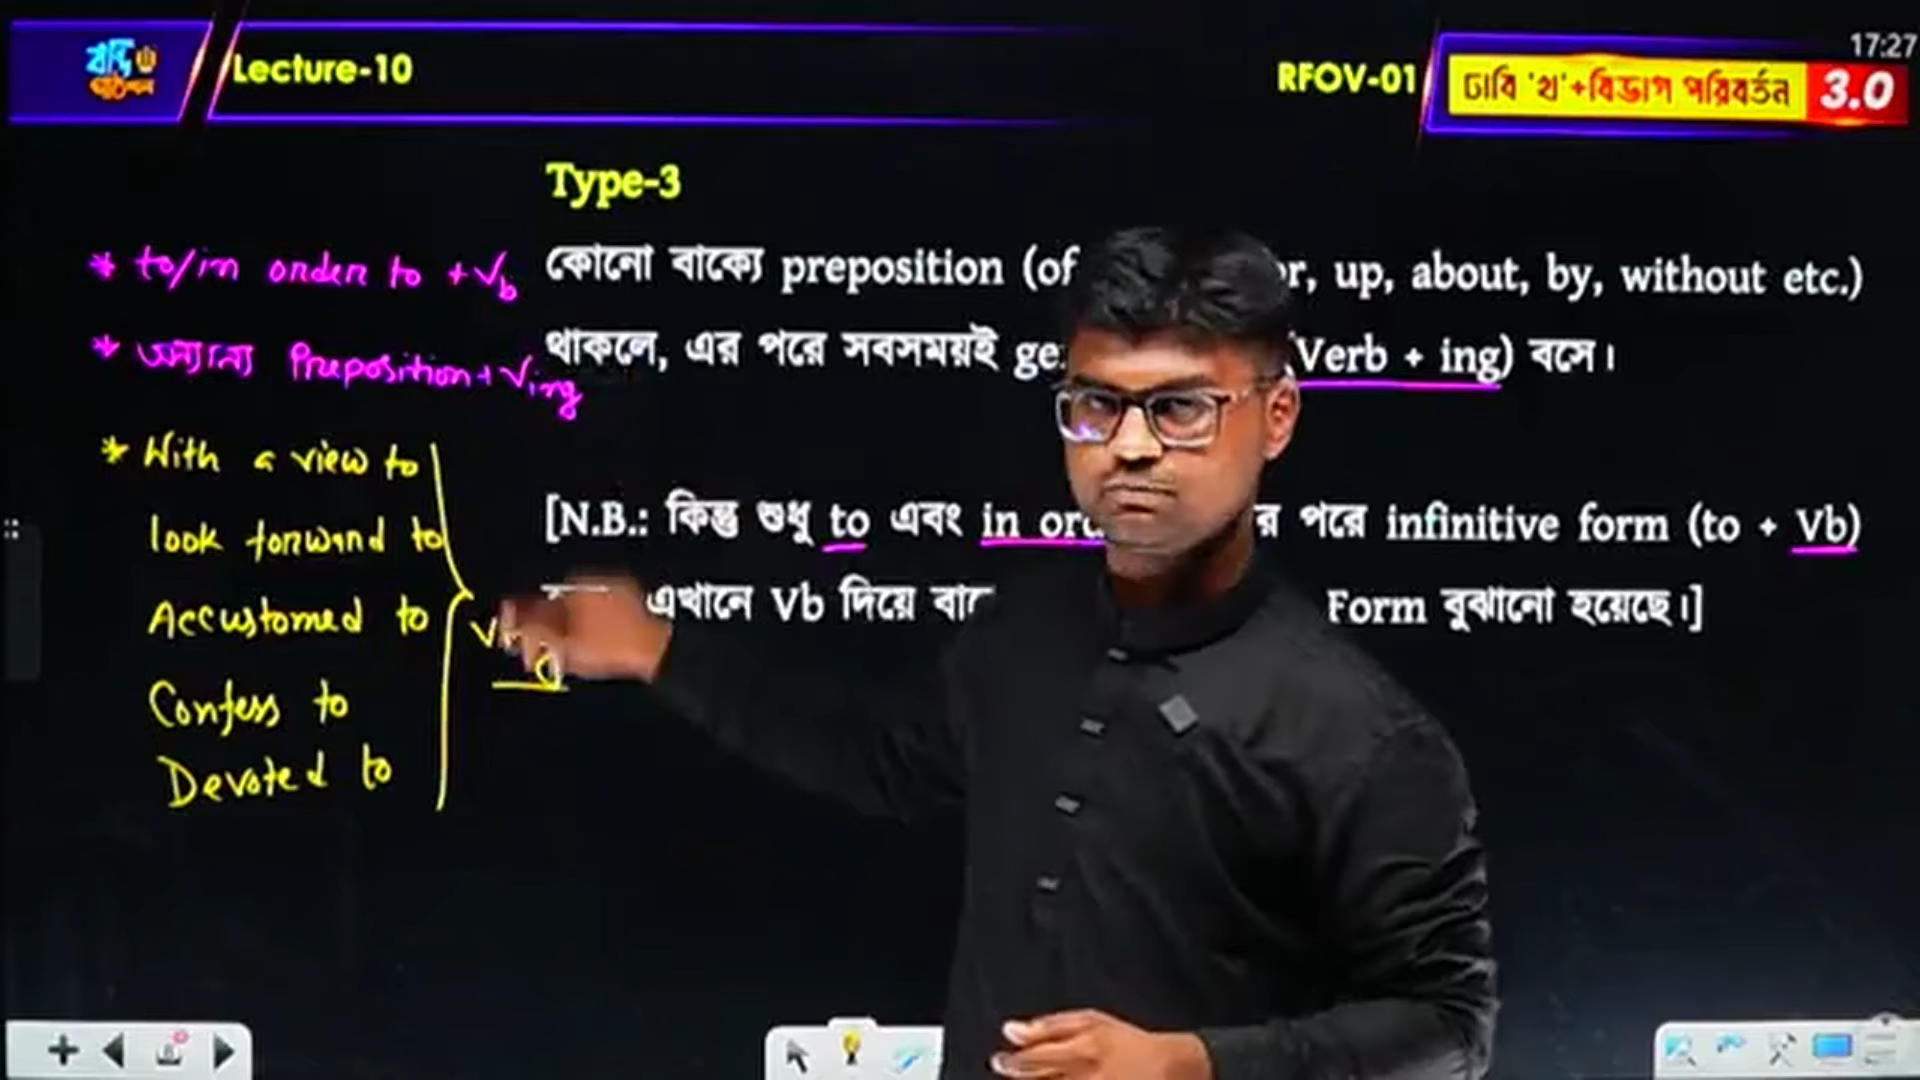 17:27
Lecture-10
RFOV-01
ঢাবি 'খ'+বিভাগ পরিবর্তন 3.0
Type-3
* to/in order to + Vb
কোনো বাক্যে preposition (of up, about, by, without etc.)
* অন্যান্য Preposition + Ving
থাকলে, এর পরে সবসময়ই (Verb + ing) বসে।
* With a view to
look forward to
[N.B.: কিন্তু শুধু to এবং in পরে infinitive form (to + Vb)
Accustomed to
এখানে Vb দিয়ে Form বুঝানো হয়েছে।]
Confess to
Devoted to